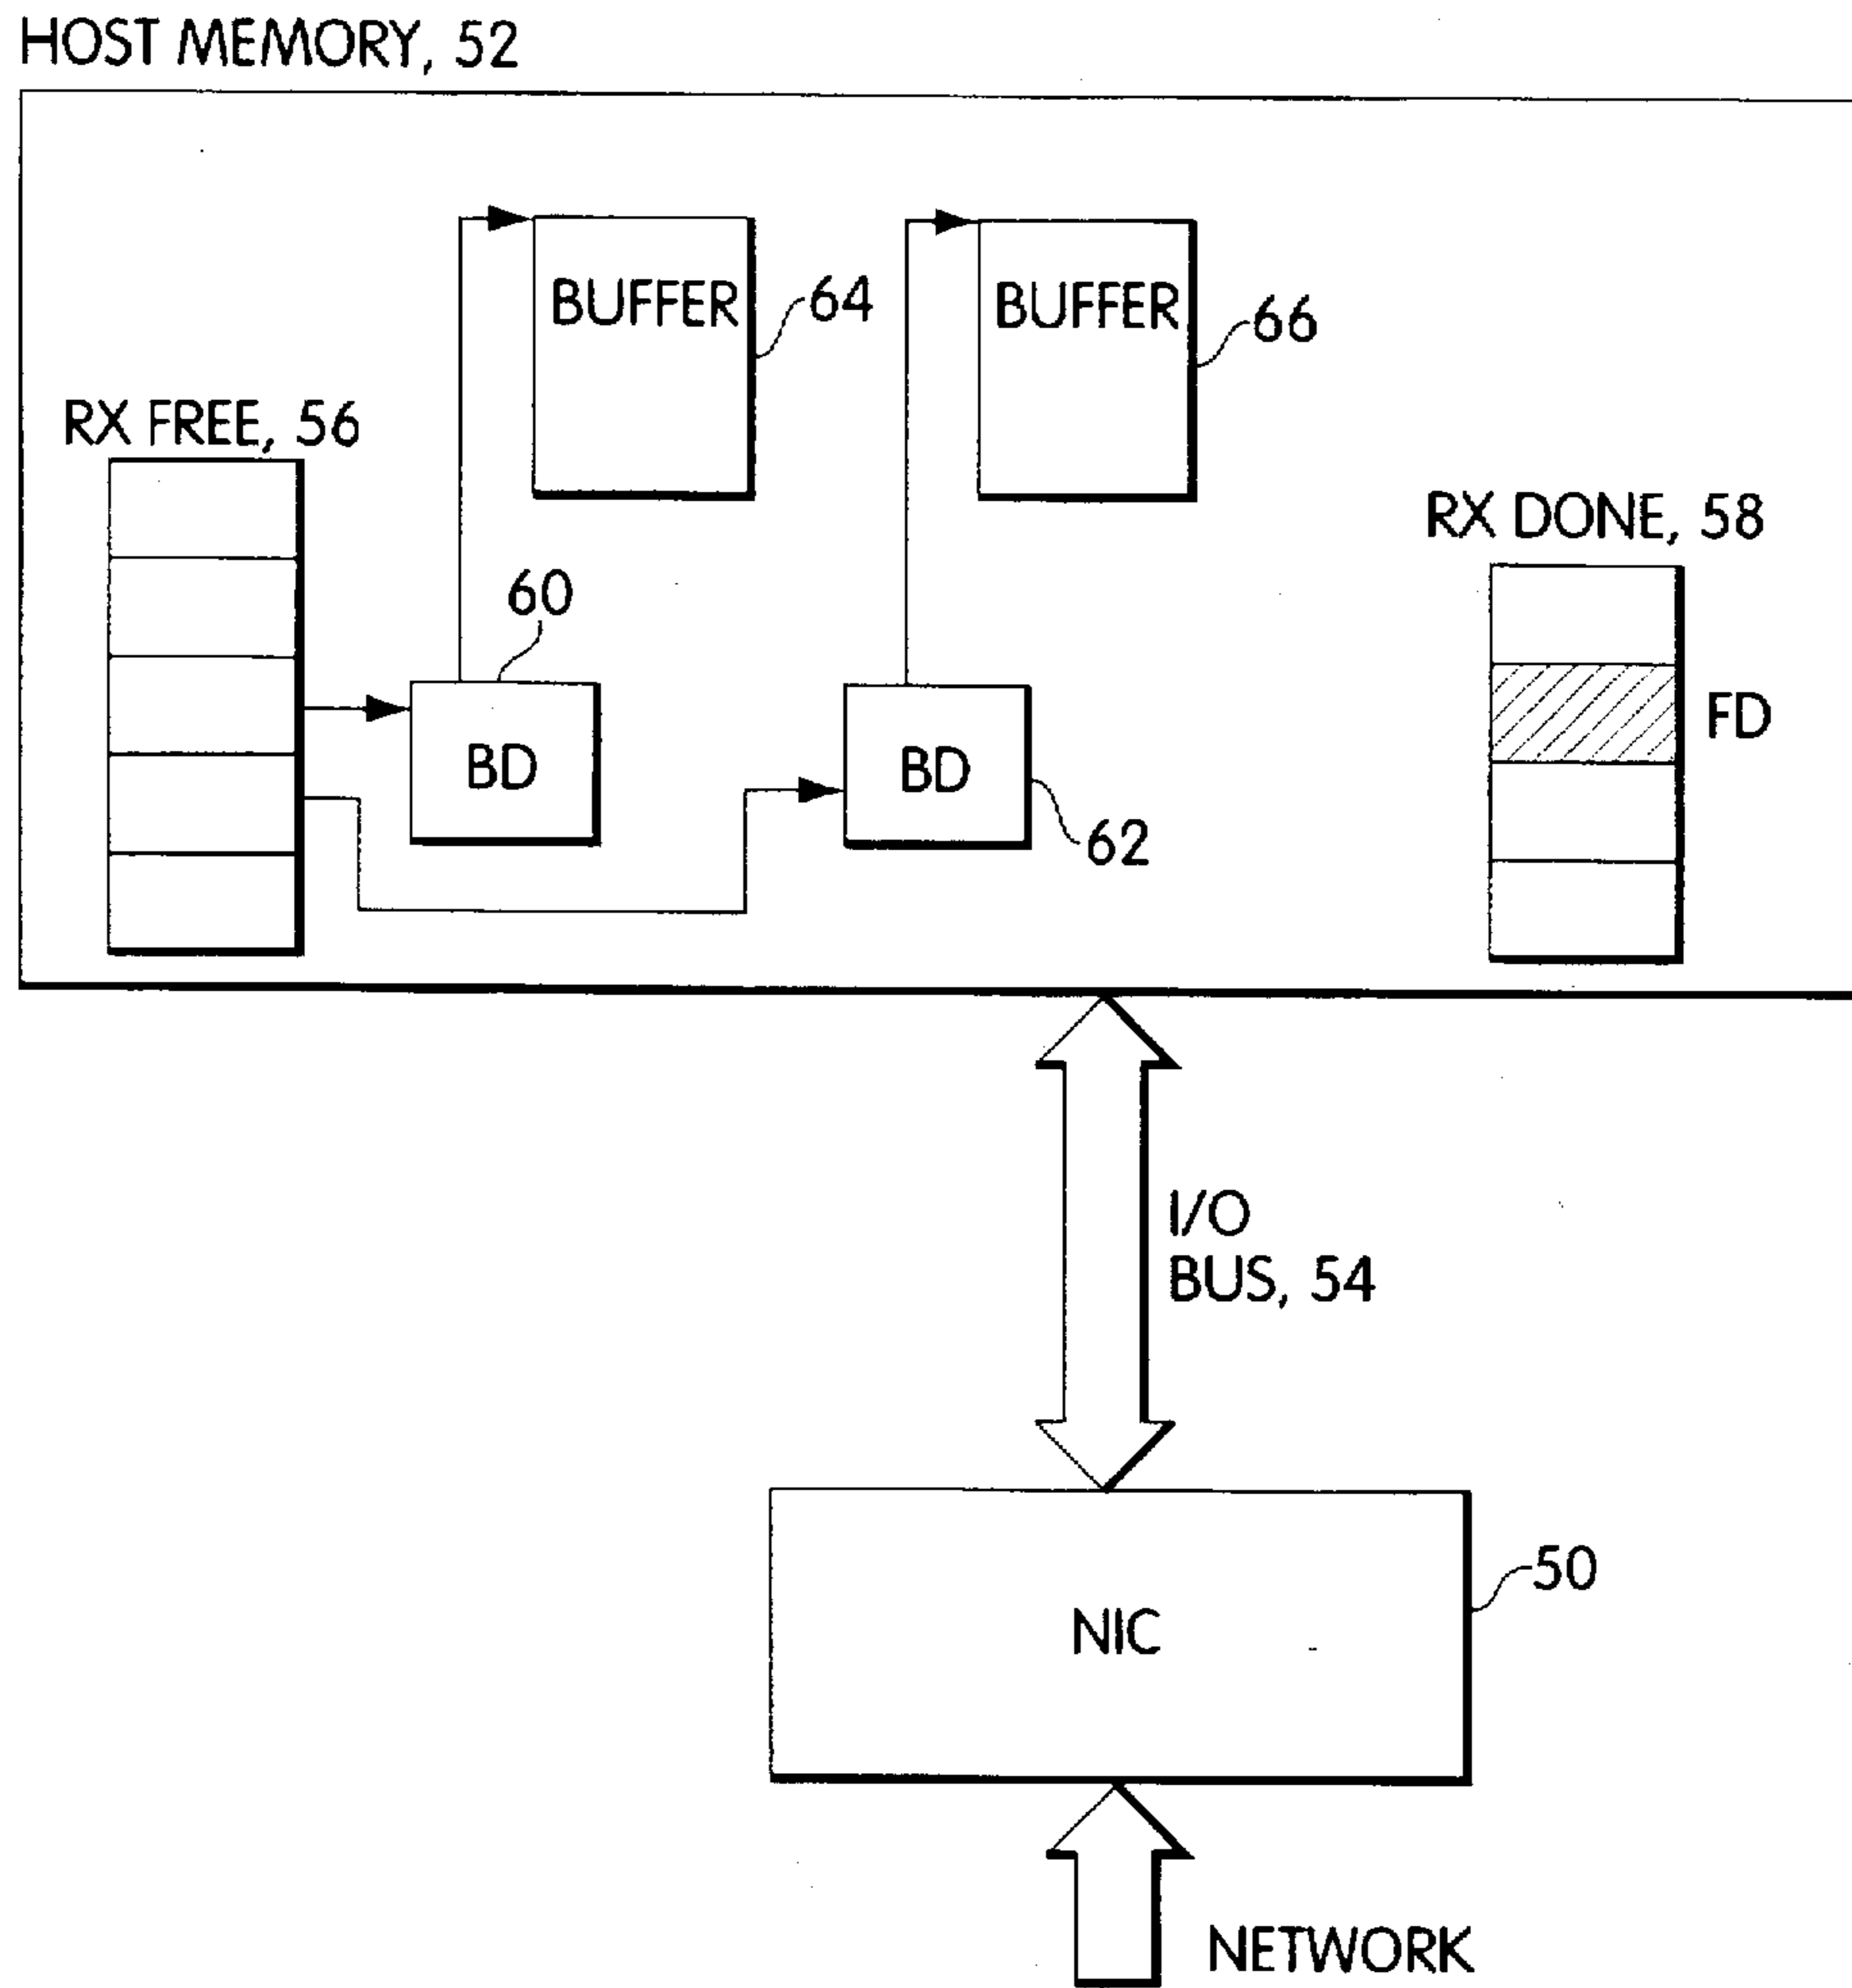 HOST MEMORY, 52
BUFFER
64
BUFFER
66
RX FREE, 56
RX DONE, 58
60
FD
BD
BD
62
I/O
BUS, 54
50
NIC
NETWORK